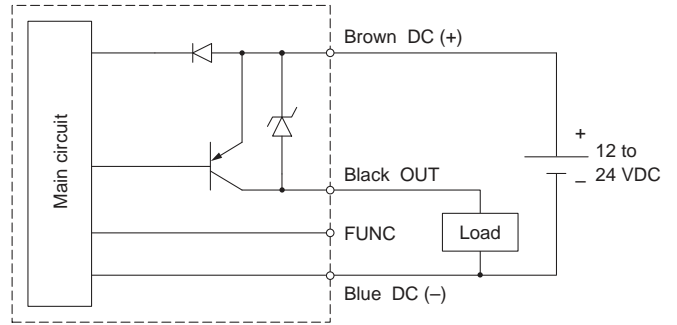 Main circuit
Brown DC (+)
+
12 to
– 24 VDC
Black OUT
FUNC
Load
Blue DC (–)